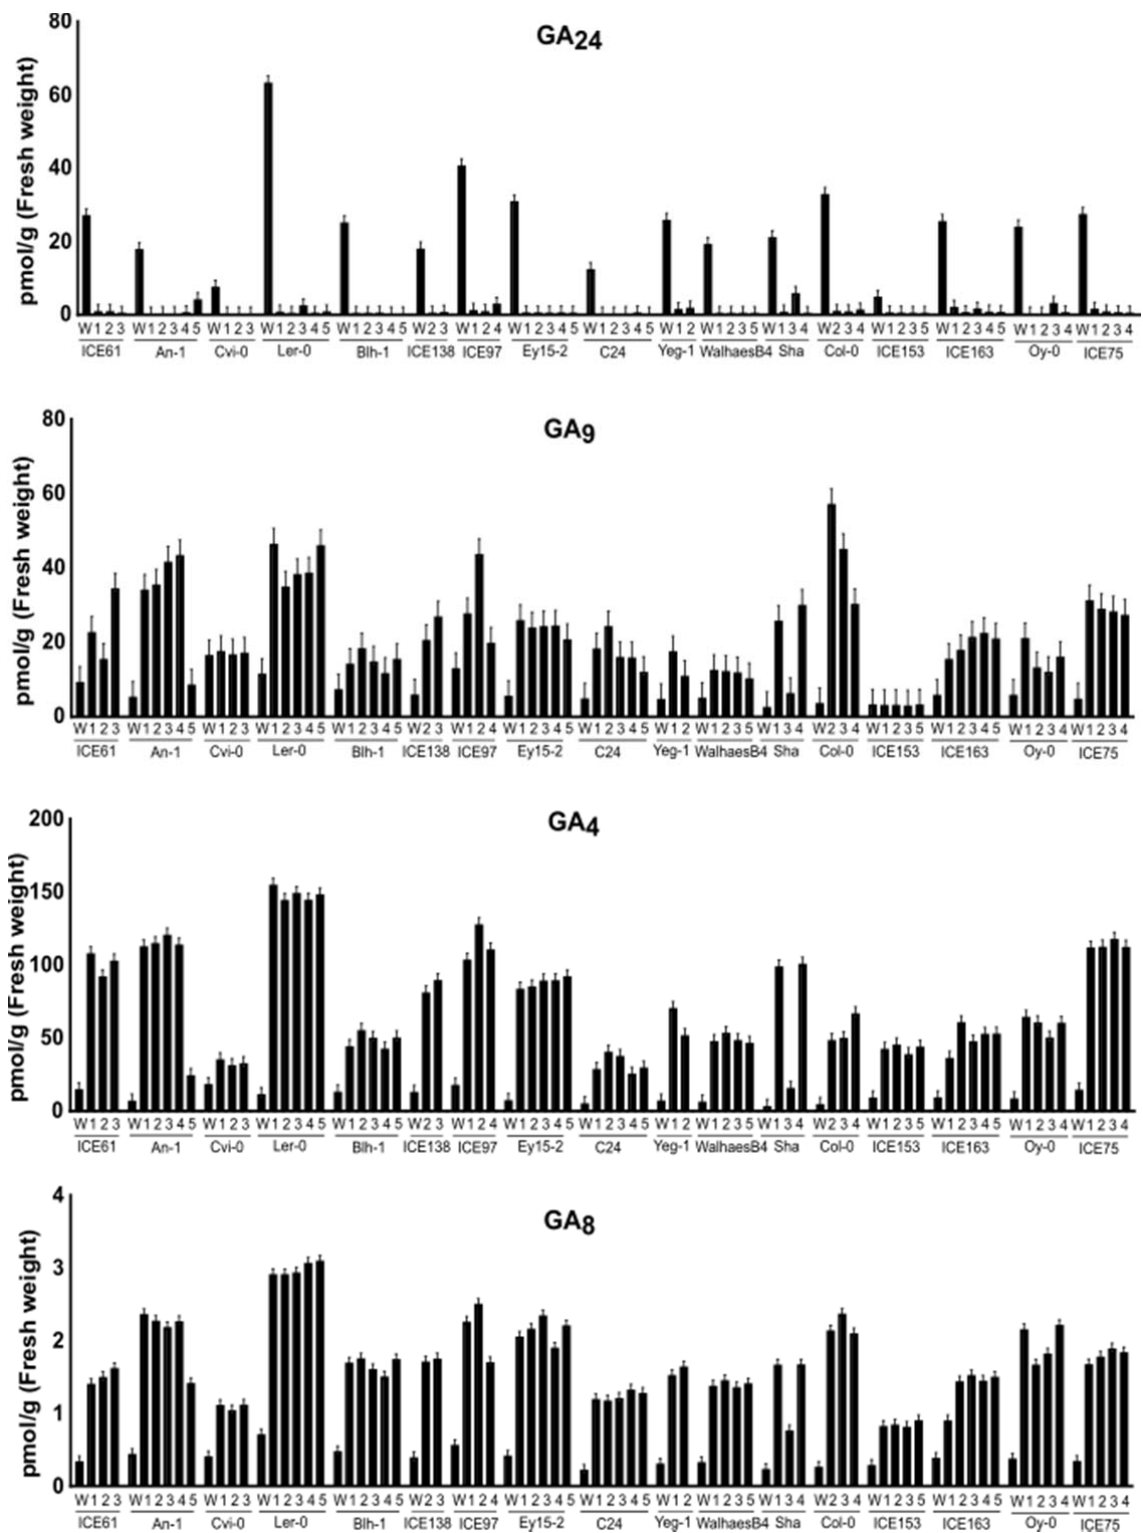 GA24
pmol/g (Fresh weight)
80
60
40
20
0
W 1 2 3 W 1 2 3 4 5 W 1 2 3 W 1 2 3 4 5 W 1 2 3 4 5 W 2 3 W 1 2 4 W 1 2 3 4 5 W 1 2 3 4 5 W 1 2 W 1 2 3 5 W 1 3 4 W 2 3 4 W 1 2 3 5 W 1 2 3 4 5 W 1 2 3 4 W 1 2 3 4
ICE61 An-1 Cvi-0 Ler-0 Blh-1 ICE138 ICE97 Ey15-2 C24 Yeg-1 WalhaesB4 Sha Col-0 ICE153 ICE163 Oy-0 ICE75
GA9
pmol/g (Fresh weight)
80
60
40
20
0
W 1 2 3 W 1 2 3 4 5 W 1 2 3 W 1 2 3 4 5 W 1 2 3 4 5 W 2 3 W 1 2 4 W 1 2 3 4 5 W 1 2 3 4 5 W 1 2 W 1 2 3 5 W 1 3 4 W 2 3 4 W 1 2 3 5 W 1 2 3 4 5 W 1 2 3 4 W 1 2 3 4
ICE61 An-1 Cvi-0 Ler-0 Blh-1 ICE138 ICE97 Ey15-2 C24 Yeg-1 WalhaesB4 Sha Col-0 ICE153 ICE163 Oy-0 ICE75
GA4
pmol/g (Fresh weight)
200
150
100
50
0
W 1 2 3 W 1 2 3 4 5 W 1 2 3 W 1 2 3 4 5 W 1 2 3 4 5 W 2 3 W 1 2 4 W 1 2 3 4 5 W 1 2 3 4 5 W 1 2 W 1 2 3 5 W 1 3 4 W 2 3 4 W 1 2 3 5 W 1 2 3 4 5 W 1 2 3 4 W 1 2 3 4
ICE61 An-1 Cvi-0 Ler-0 Blh-1 ICE138 ICE97 Ey15-2 C24 Yeg-1 WalhaesB4 Sha Col-0 ICE153 ICE163 Oy-0 ICE75
GA8
pmol/g (Fresh weight)
4
3
2
1
0
W 1 2 3 W 1 2 3 4 5 W 1 2 3 W 1 2 3 4 5 W 1 2 3 4 5 W 2 3 W 1 2 4 W 1 2 3 4 5 W 1 2 3 4 5 W 1 2 W 1 2 3 5 W 1 3 4 W 2 3 4 W 1 2 3 5 W 1 2 3 4 5 W 1 2 3 4 W 1 2 3 4
ICE61 An-1 Cvi-0 Ler-0 Blh-1 ICE138 ICE97 Ey15-2 C24 Yeg-1 WalhaesB4 Sha Col-0 ICE153 ICE163 Oy-0 ICE75